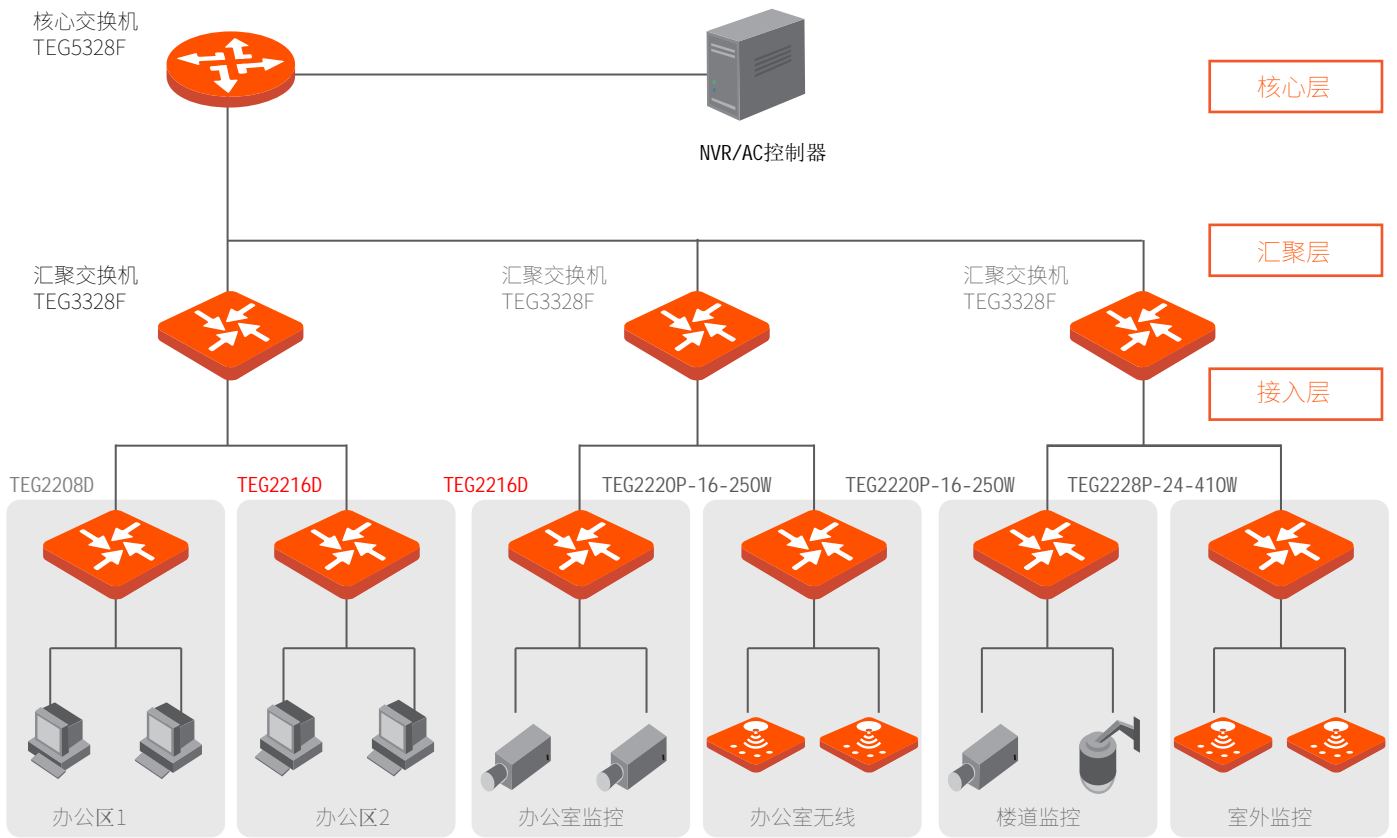 核心交换机
TEG5328F
核心层
NVR/AC控制器
汇聚层
汇聚交换机
TEG3328F
汇聚交换机
TEG3328F
汇聚交换机
TEG3328F
接入层
TEG2208D
TEG2216D
TEG2216D
TEG2220P-16-250W
TEG2220P-16-250W
TEG2228P-24-410W
办公区1
办公区2
办公室监控
办公室无线
楼道监控
室外监控